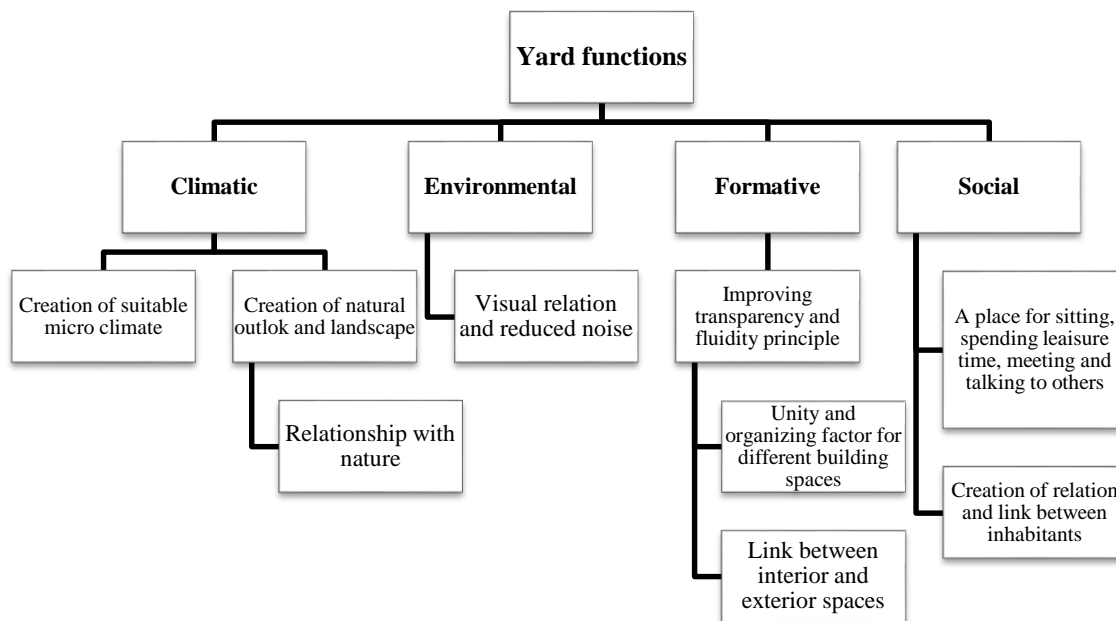 Yard functions
Climatic
Environmental
Formative
Social
Creation of suitable
micro climate
Creation of natural
outlok and landscape
Relationship with
nature
Visual relation
and reduced noise
Improving
transparency and
fluidity principle
Unity and
organizing factor for
different building
spaces
Link between
interior and
exterior spaces
A place for sitting,
spending leaisure
time, meeting and
talking to others
Creation of relation
and link between
inhabitants